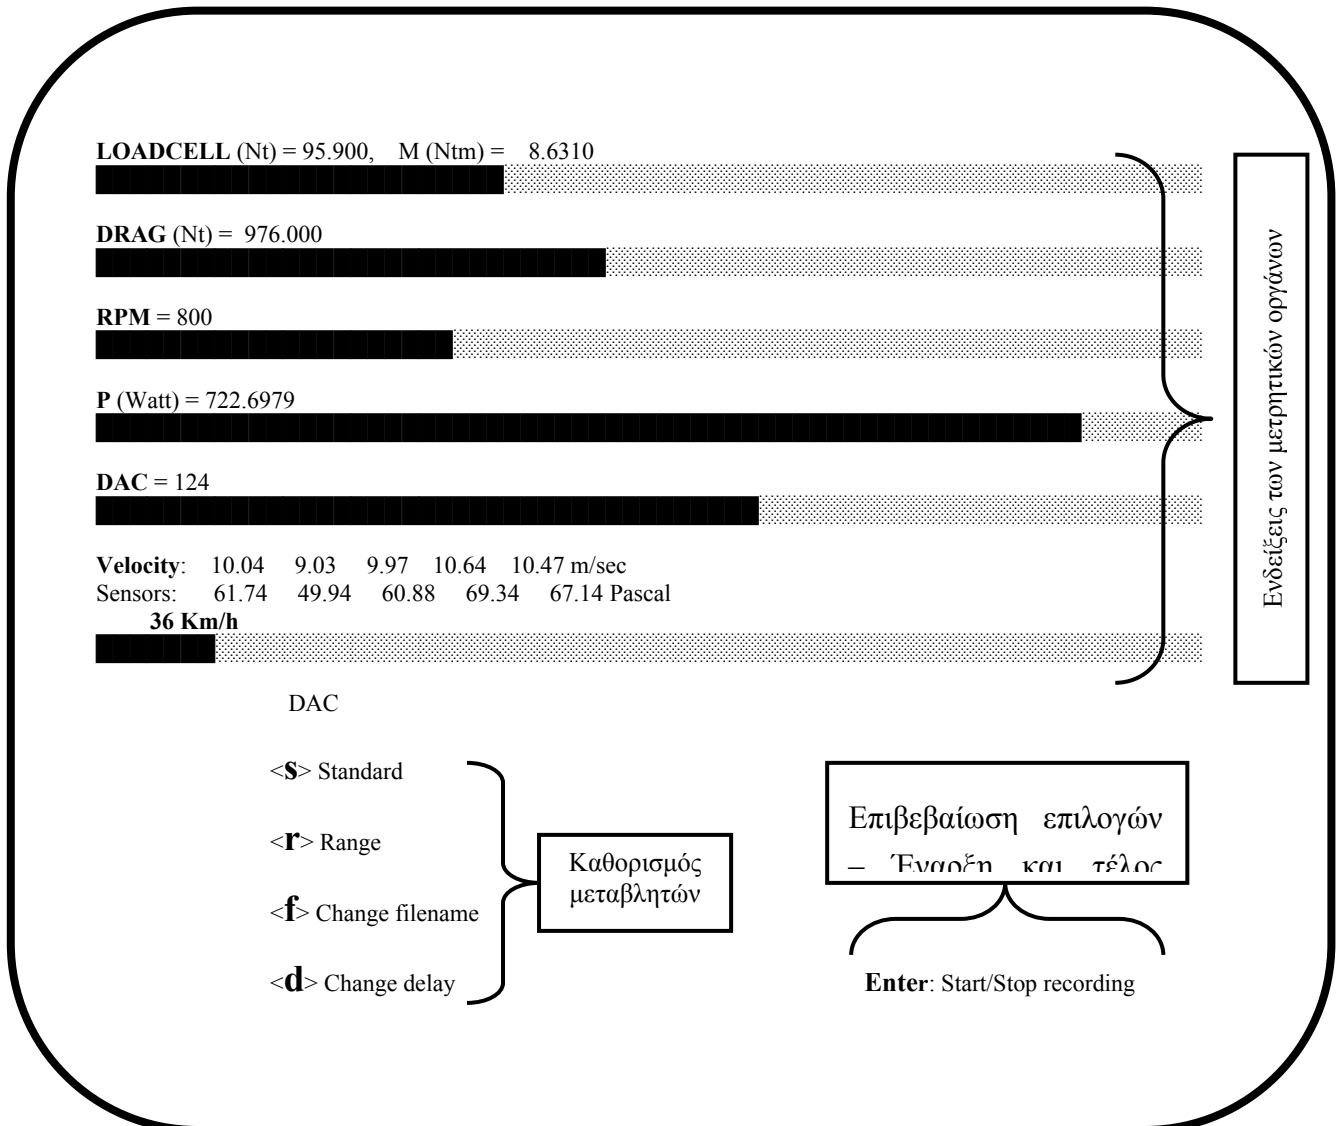 LOADCELL (Nt) = 95.900, M (Ntm) = 8.6310
DRAG (Nt) = 976.000
RPM = 800
P (Watt) = 722.6979
DAC = 124
Velocity: 10.04 9.03 9.97 10.64 10.47 m/sec
Sensors: 61.74 49.94 60.88 69.34 67.14 Pascal
36 Km/h
Ενδείξεις των μετρητικών οργάνων
DAC
<s> Standard
<r> Range
<f> Change filename
<d> Change delay
Καθορισμός
μεταβλητών
Επιβεβαίωση επιλογών
– Έναρξη και τέλος
Enter: Start/Stop recording